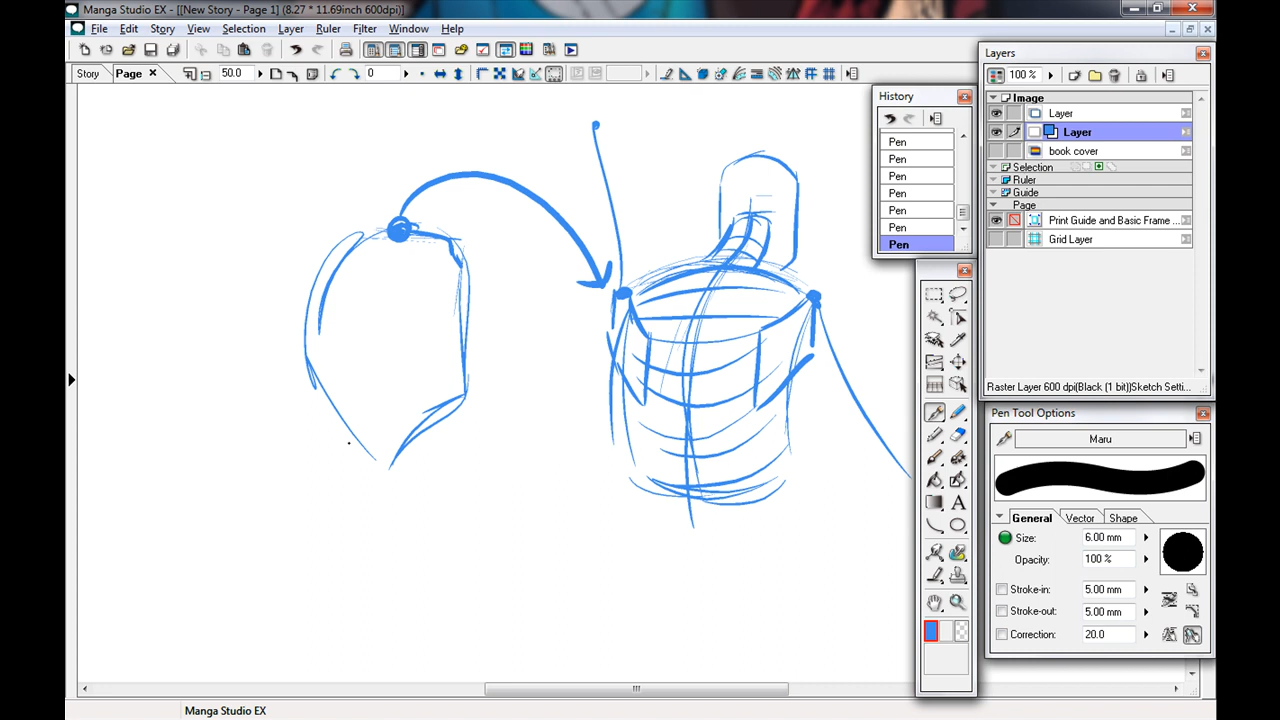 Manga Studio EX - [[New Story - Page 1] (8.27 * 11.69inch 600dpi)]
File Edit Story View Selection Layer Ruler Filter Window Help
Story Page 50.0 0
Layers
100 %
Image
Layer
Layer
book cover
Selection
Ruler
Guide
Page
Print Guide and Basic Frame ...
Grid Layer
Raster Layer 600 dpi(Black (1 bit))Sketch Setti...
History
Pen
Pen
Pen
Pen
Pen
Pen
Pen
A
Pen Tool Options
Maru
General Vector Shape
Size: 6.00 mm
Opacity: 100 %
Stroke-in: 5.00 mm
Stroke-out: 5.00 mm
Correction: 20.0
Manga Studio EX